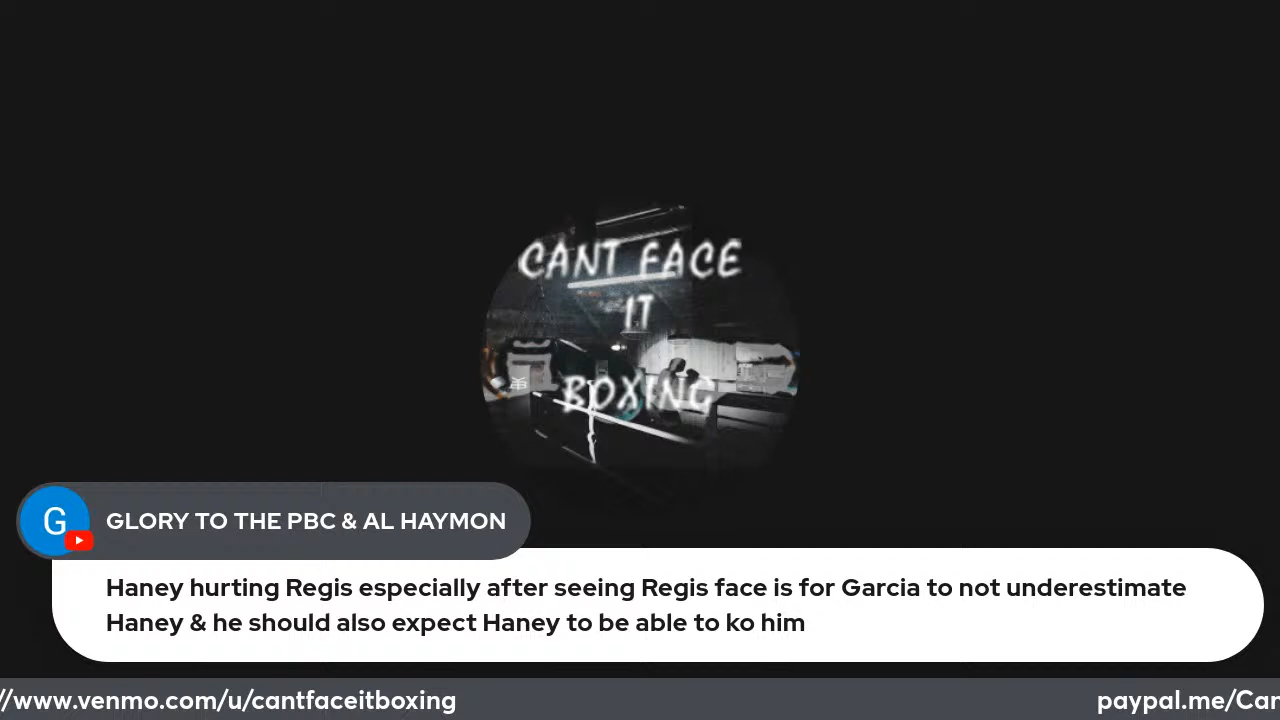 CANT FACE
IT
BOXING
G
GLORY TO THE PBC & AL HAYMON
Haney hurting Regis especially after seeing Regis face is for Garcia to not underestimate
Haney & he should also expect Haney to be able to ko him
//www.venmo.com/u/cantfaceitboxing
paypal.me/Can